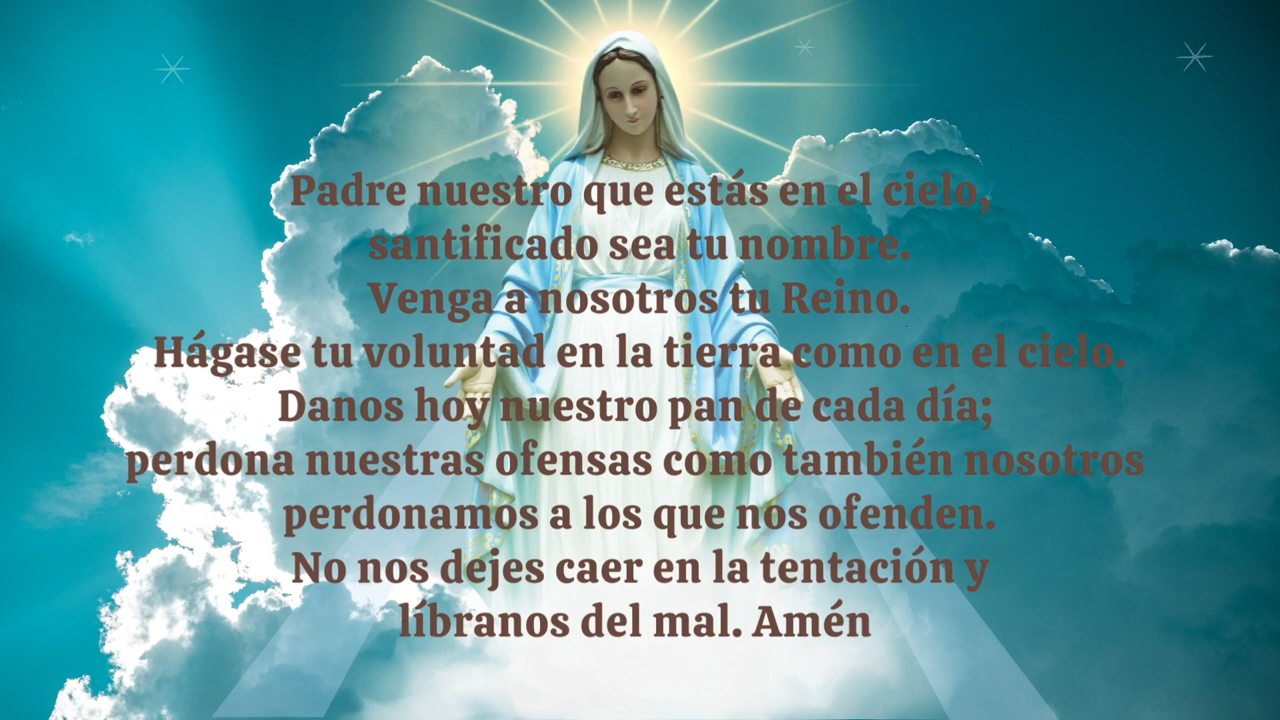 Padre nuestro que estás en el cielo,
santificado sea tu nombre.
Venga a nosotros tu Reino.
Hágase tu voluntad en la tierra como en el cielo.
Danos hoy nuestro pan de cada día;
perdona nuestras ofensas como también nosotros
perdonamos a los que nos ofenden.
No nos dejes caer en la tentación y
líbranos del mal. Amén